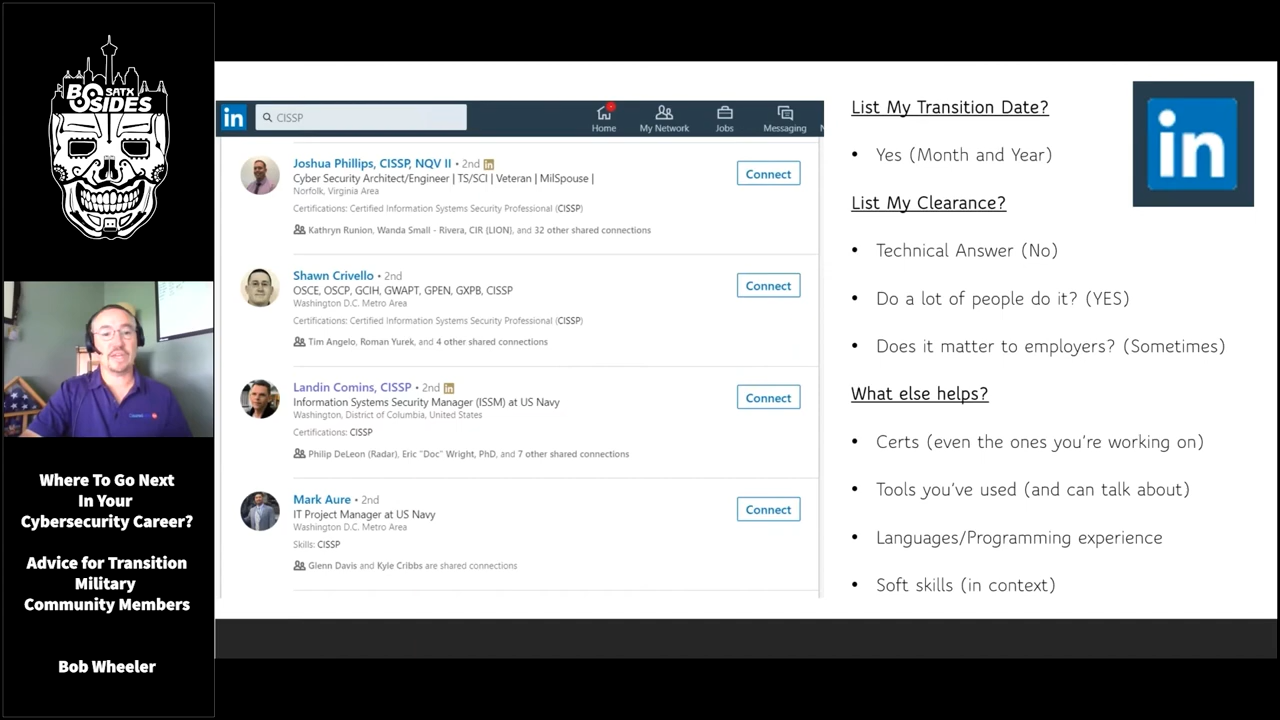 BSIDES
SATX
Where To Go Next
In Your
Cybersecurity Career?
Advice for Transition
Military
Community Members
Bob Wheeler
in
CISSP
Home
My Network
Jobs
Messaging
Joshua Phillips, CISSP, NQV II • 2nd in
Cyber Security Architect/Engineer | TS/SCI | Veteran | MilSpouse |
Norfolk, Virginia Area
Certifications: Certified Information Systems Security Professional (CISSP)
Kathryn Runion, Wanda Small - Rivera, CIR (LION), and 32 other shared connections
Connect
Shawn Crivello • 2nd
OSCE, OSCP, GCIH, GWAPT, GPEN, GXPB, CISSP
Washington D.C. Metro Area
Certifications: Certified Information Systems Security Professional (CISSP)
Tim Angelo, Roman Yurek, and 4 other shared connections
Connect
Landin Comins, CISSP • 2nd in
Information Systems Security Manager (ISSM) at US Navy
Washington, District of Columbia, United States
Certifications: CISSP
Philip DeLeon (Radar), Eric "Doc" Wright, PhD, and 7 other shared connections
Connect
Mark Aure • 2nd
IT Project Manager at US Navy
Washington D.C. Metro Area
Skills: CISSP
Glenn Davis and Kyle Cribbs are shared connections
Connect
List My Transition Date?
• Yes (Month and Year)
List My Clearance?
• Technical Answer (No)
• Do a lot of people do it? (YES)
• Does it matter to employers? (Sometimes)
What else helps?
• Certs (even the ones you're working on)
• Tools you've used (and can talk about)
• Languages/Programming experience
• Soft skills (in context)
in